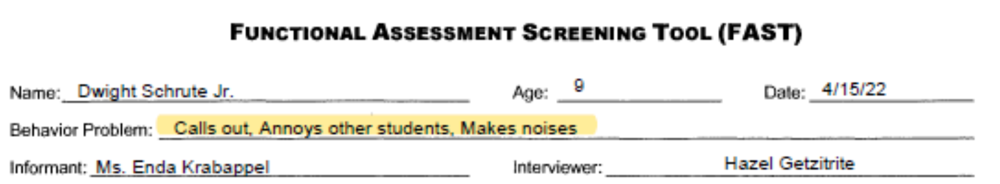 FUNCTIONAL ASSESSMENT SCREENING TOOL (FAST)
Name: Dwight Schrute Jr. Age: 9 Date: 4/15/22
Behavior Problem: Calls out, Annoys other students, Makes noises
Informant: Ms. Enda Krabappel Interviewer: Hazel Getzitrite